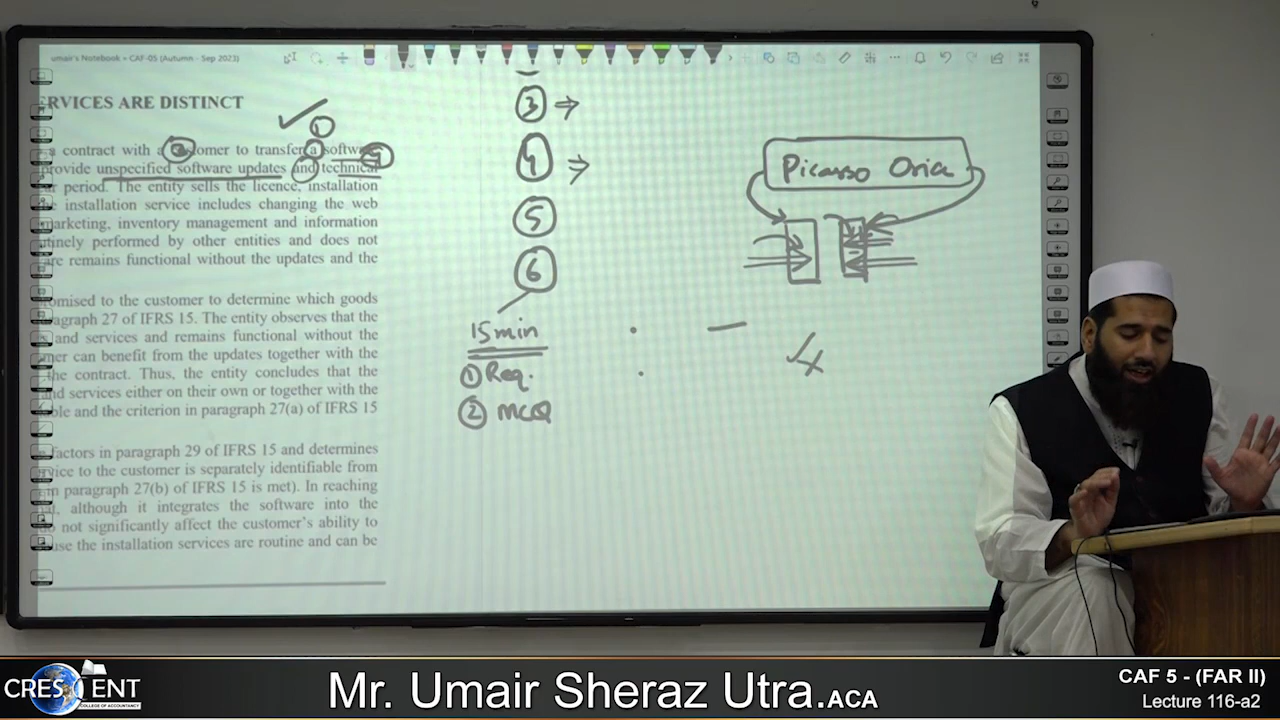 umair's Notebook > CAF-05 (Autumn - Sep 2023)
RVICES ARE DISTINCT
a contract with a customer to transfer a software
provide unspecified software updates and technical
period. The entity sells the licence, installation
installation service includes changing the web
marketing, inventory management and information
tinely performed by other entities and does not
are remains functional without the updates and the
omised to the customer to determine which goods
agraph 27 of IFRS 15. The entity observes that the
and services and remains functional without the
mer can benefit from the updates together with the
the contract. Thus, the entity concludes that the
nd services either on their own or together with the
ble and the criterion in paragraph 27(a) of IFRS 15
factors in paragraph 29 of IFRS 15 and determines
rvice to the customer is separately identifiable from
in paragraph 27(b) of IFRS 15 is met). In reaching
although it integrates the software into the
not significantly affect the customer's ability to
use the installation services are routine and can be
3 ⇒
4 ⇒
5
6
15min
1 Req.
2 MCQ
Picasso
4
CRESCENT
COLLEGE OF ACCOUNTANCY
Mr. Umair Sheraz Utra.ACA
CAF 5 - (FAR II)
Lecture 116-a2